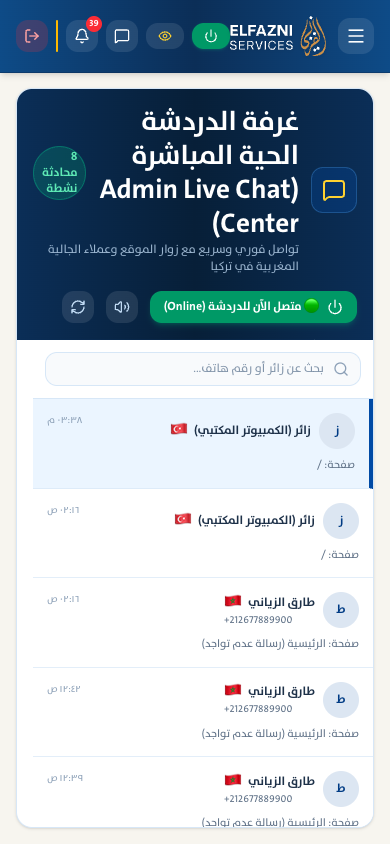 ELFAZNI
SERVICES
39
غرفة الدردشة
الحية المباشرة
(Admin Live Chat
Center)
8
محادثة
نشطة
تواصل فوري وسريع مع زوار الموقع وعملاء الجالية
المغربية في تركيا
متصل الآن للدردشة (Online)
بحث عن زائر أو رقم هاتف...
ز
زائر (الكمبيوتر المكتبي)
٠٣:٣٨ م
صفحة: /
ز
زائر (الكمبيوتر المكتبي)
٠٢:١٦ ص
صفحة: /
ط
طارق الزياني
٠٢:١٦ ص
+212677889900
صفحة: الرئيسية (رسالة عدم تواجد)
ط
طارق الزياني
١٢:٤٢ ص
+212677889900
صفحة: الرئيسية (رسالة عدم تواجد)
ط
طارق الزياني
١٢:٣٩ ص
+212677889900
صفحة: الرئيسية (رسالة عدم تواجد)